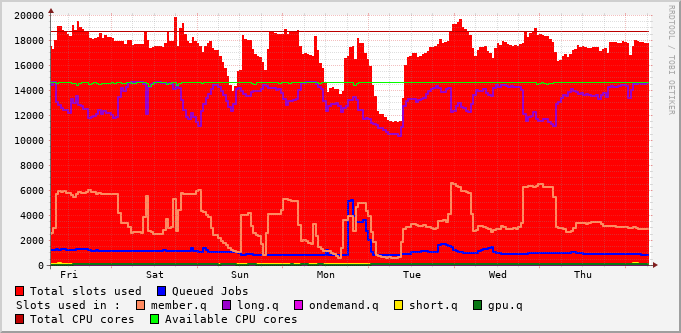 20000
18000
16000
14000
12000
10000
8000
6000
4000
2000
0
Fri Sat Sun Mon Tue Wed Thu
Total slots used Queued Jobs
Slots used in : member.q long.q ondemand.q short.q gpu.q
Total CPU cores Available CPU cores
RRDTOOL / TOBI OETIKER